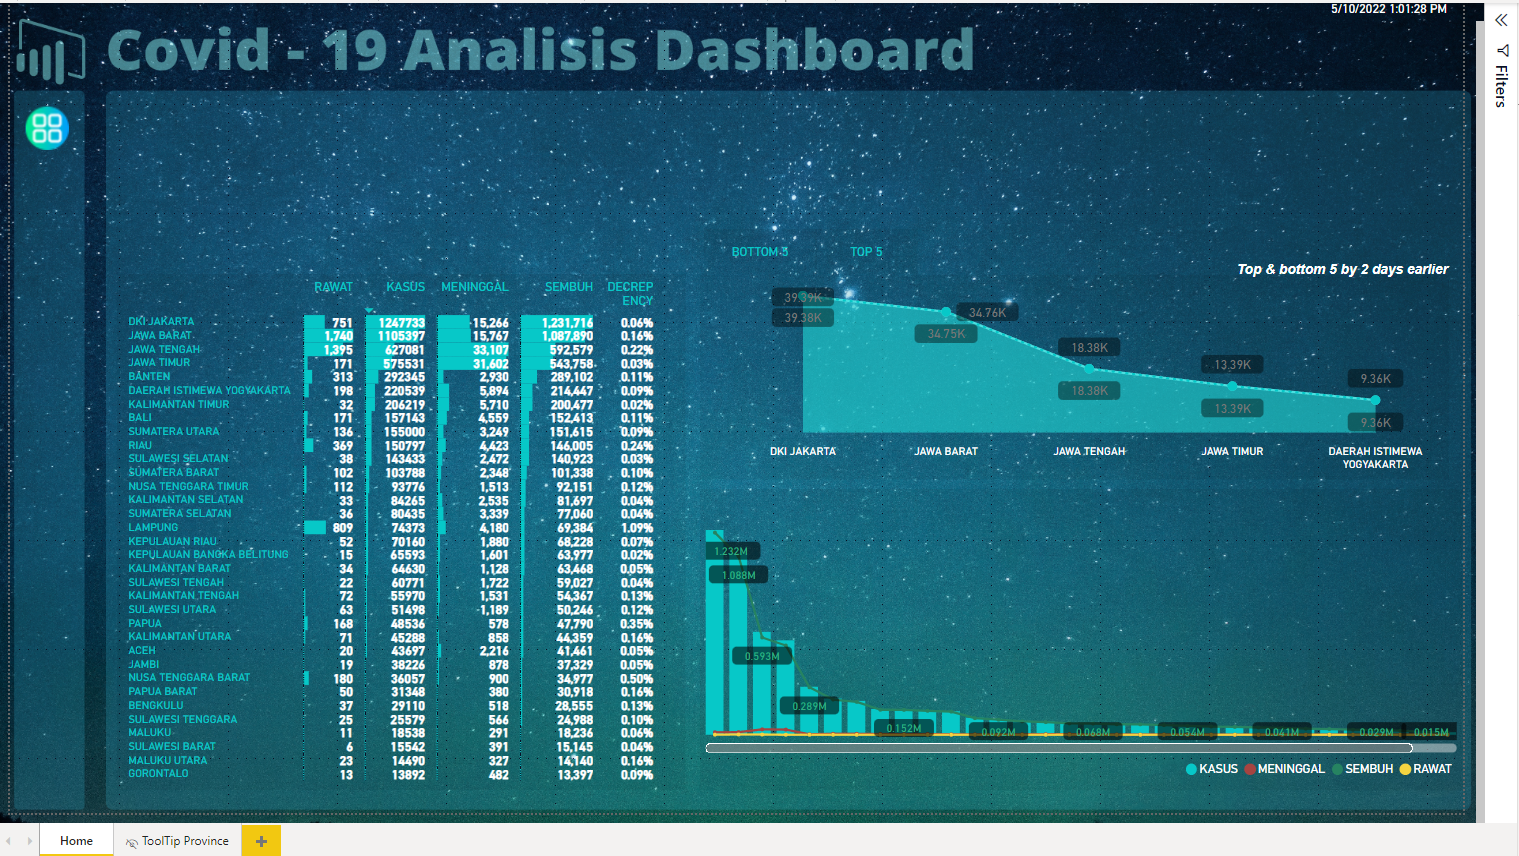 5/10/2022 1:01:28 PM
Covid - 19 Analisis Dashboard
Filters
BOTTOM 5 TOP 5
Top & bottom 5 by 2 days earlier
RAWAT KASUS MENINGGAL SEMBUH DECREP
ENCY
DKI JAKARTA 751 1247733 15,266 1,231,716 0.06%
JAWA BARAT 1,740 1105397 15,767 1,087,890 0.16%
JAWA TENGAH 1,395 627081 33,107 592,579 0.22%
JAWA TIMUR 171 575531 31,602 543,758 0.03%
BANTEN 313 292345 2,930 289,102 0.11%
DAERAH ISTIMEWA YOGYAKARTA 198 220539 5,894 214,447 0.09%
KALIMANTAN TIMUR 32 206219 5,710 200,477 0.02%
BALI 171 157143 4,559 152,413 0.11%
SUMATERA UTARA 136 155000 3,249 151,615 0.09%
RIAU 369 150797 4,423 146,005 0.24%
SULAWESI SELATAN 38 143433 2,472 140,923 0.03%
SUMATERA BARAT 102 103788 2,348 101,338 0.10%
NUSA TENGGARA TIMUR 112 93776 1,513 92,151 0.12%
KALIMANTAN SELATAN 33 84265 2,535 81,697 0.04%
SUMATERA SELATAN 36 80435 3,339 77,060 0.04%
LAMPUNG 809 74373 4,180 69,384 1.09%
KEPULAUAN RIAU 52 70160 1,880 68,228 0.07%
KEPULAUAN BANGKA BELITUNG 15 65593 1,601 63,977 0.02%
KALIMANTAN BARAT 34 64630 1,128 63,468 0.05%
SULAWESI TENGAH 22 60771 1,722 59,027 0.04%
KALIMANTAN TENGAH 72 55970 1,531 54,367 0.13%
SULAWESI UTARA 63 51498 1,189 50,246 0.12%
PAPUA 168 48536 578 47,790 0.35%
KALIMANTAN UTARA 71 45288 858 44,359 0.16%
ACEH 20 43697 2,216 41,461 0.05%
JAMBI 19 38226 878 37,329 0.05%
NUSA TENGGARA BARAT 180 36057 900 34,977 0.50%
PAPUA BARAT 50 31348 380 30,918 0.16%
BENGKULU 37 29110 518 28,555 0.13%
SULAWESI TENGGARA 25 25579 566 24,988 0.10%
MALUKU 11 18538 291 18,236 0.06%
SULAWESI BARAT 6 15542 391 15,145 0.04%
MALUKU UTARA 23 14490 327 14,140 0.16%
GORONTALO 13 13892 482 13,397 0.09%
39.39K
39.38K
34.76K
34.75K
18.38K
18.38K
13.39K
13.39K
9.36K
9.36K
DKI JAKARTA JAWA BARAT JAWA TENGAH JAWA TIMUR DAERAH ISTIMEWA
YOGYAKARTA
1.232M
1.088M
0.593M
0.289M
0.152M 0.092M 0.068M 0.054M 0.041M 0.029M 0.015M
KASUS MENINGGAL SEMBUH RAWAT
Home ToolTip Province +